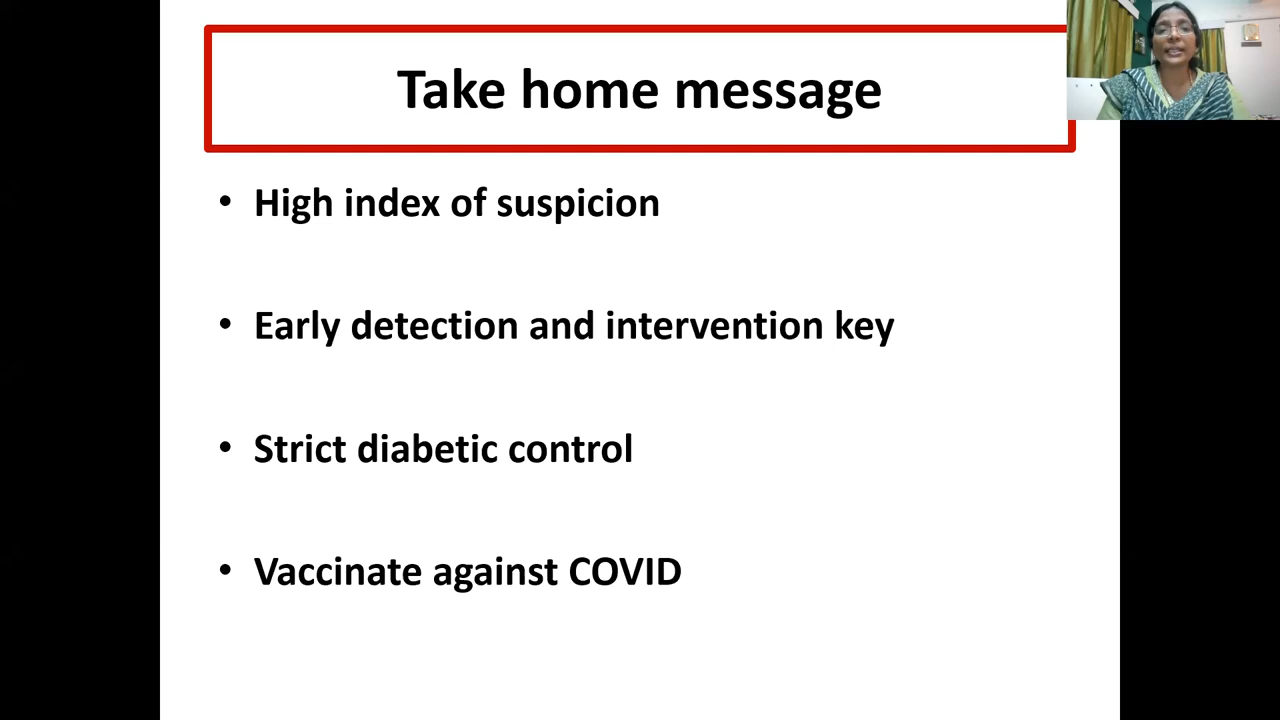 Take home message
• High index of suspicion
• Early detection and intervention key
• Strict diabetic control
• Vaccinate against COVID